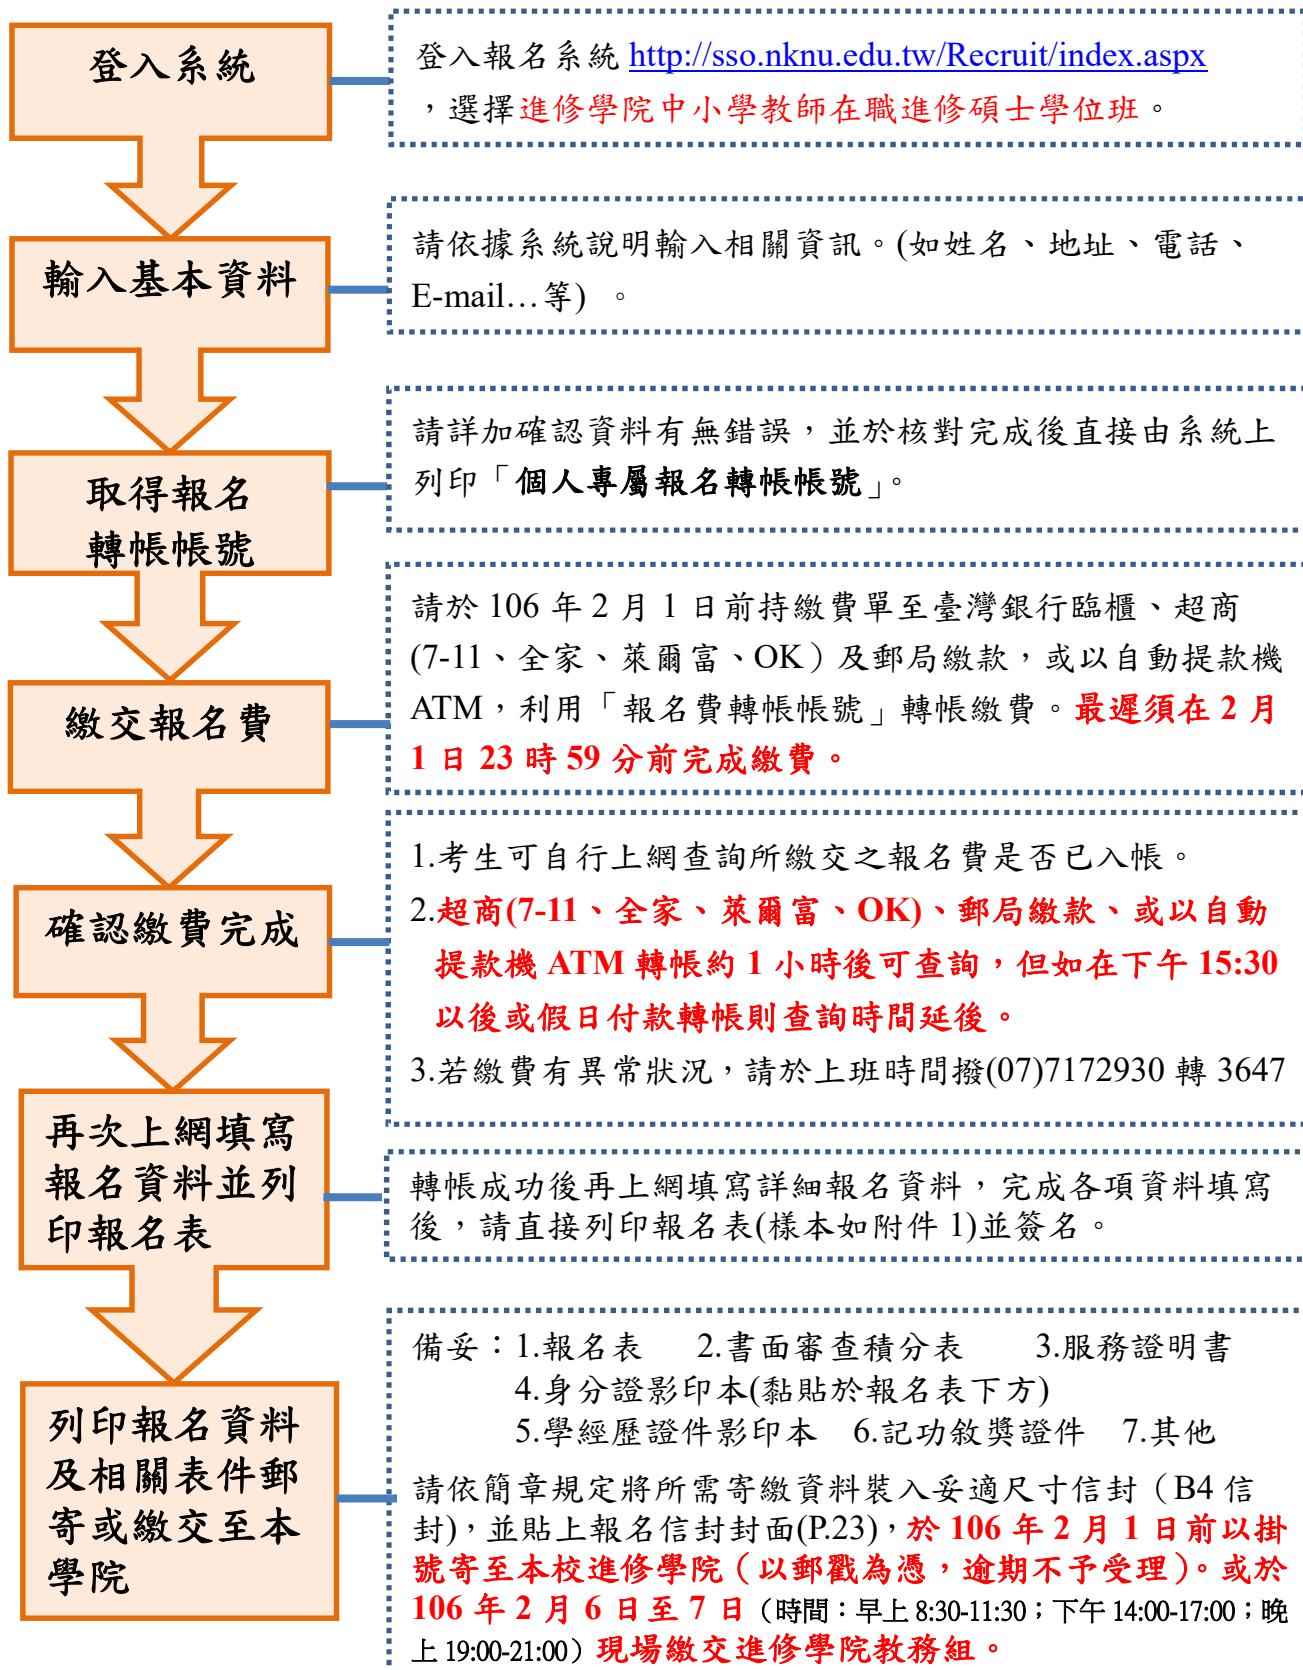 登入系統
登入報名系統 http://sso.nknu.edu.tw/Recruit/index.aspx
，選擇進修學院中小學教師在職進修碩士學位班。
輸入基本資料
請依據系統說明輸入相關資訊。(如姓名、地址、電話、
E-mail…等) 。
取得報名
轉帳帳號
請詳加確認資料有無錯誤，並於核對完成後直接由系統上
列印「個人專屬報名轉帳帳號」。
繳交報名費
請於 106 年 2 月 1 日前持繳費單至臺灣銀行臨櫃、超商
(7-11、全家、萊爾富、OK）及郵局繳款，或以自動提款機
ATM，利用「報名費轉帳帳號」轉帳繳費。最遲須在 2 月
1 日 23 時 59 分前完成繳費。
確認繳費完成
1.考生可自行上網查詢所繳交之報名費是否已入帳。
2.超商(7-11、全家、萊爾富、OK)、郵局繳款、或以自動
提款機 ATM 轉帳約 1 小時後可查詢，但如在下午 15:30
以後或假日付款轉帳則查詢時間延後。
3.若繳費有異常狀況，請於上班時間撥(07)7172930 轉 3647
再次上網填寫
報名資料並列
印報名表
轉帳成功後再上網填寫詳細報名資料，完成各項資料填寫
後，請直接列印報名表(樣本如附件 1)並簽名。
列印報名資料
及相關表件郵
寄或繳交至本
學院
備妥：1.報名表 2.書面審查積分表 3.服務證明書
4.身分證影印本(黏貼於報名表下方)
5.學經歷證件影印本 6.記功敘獎證件 7.其他
請依簡章規定將所需寄繳資料裝入妥適尺寸信封（B4 信
封)，並貼上報名信封封面(P.23)，於 106 年 2 月 1 日前以掛
號寄至本校進修學院（以郵戳為憑，逾期不予受理）。或於
106 年 2 月 6 日至 7 日（時間：早上 8:30-11:30；下午 14:00-17:00；晚
上 19:00-21:00）現場繳交進修學院教務組。